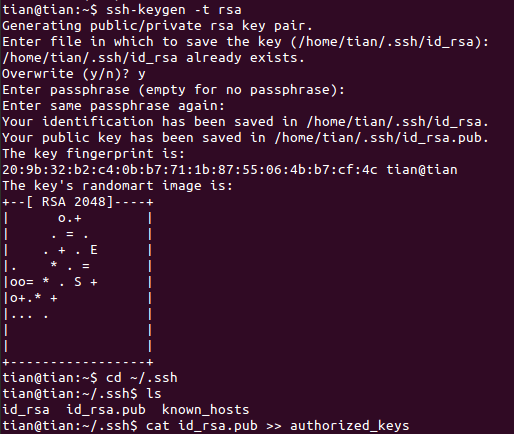 tian@tian:~$ ssh-keygen -t rsa
Generating public/private rsa key pair.
Enter file in which to save the key (/home/tian/.ssh/id_rsa):
/home/tian/.ssh/id_rsa already exists.
Overwrite (y/n)? y
Enter passphrase (empty for no passphrase):
Enter same passphrase again:
Your identification has been saved in /home/tian/.ssh/id_rsa.
Your public key has been saved in /home/tian/.ssh/id_rsa.pub.
The key fingerprint is:
20:9b:32:b2:c4:0b:b7:71:1b:87:55:06:4b:b7:cf:4c tian@tian
The key's randomart image is:
+--[ RSA 2048]----+
|      o.+        |
|     . = .       |
|    . + . E      |
|.    * . =       |
|oo= * . S +      |
|o+.* +           |
|... .            |
|                 |
|                 |
+-----------------+
tian@tian:~$ cd ~/.ssh
tian@tian:~/.ssh$ ls
id_rsa  id_rsa.pub  known_hosts
tian@tian:~/.ssh$ cat id_rsa.pub >> authorized_keys